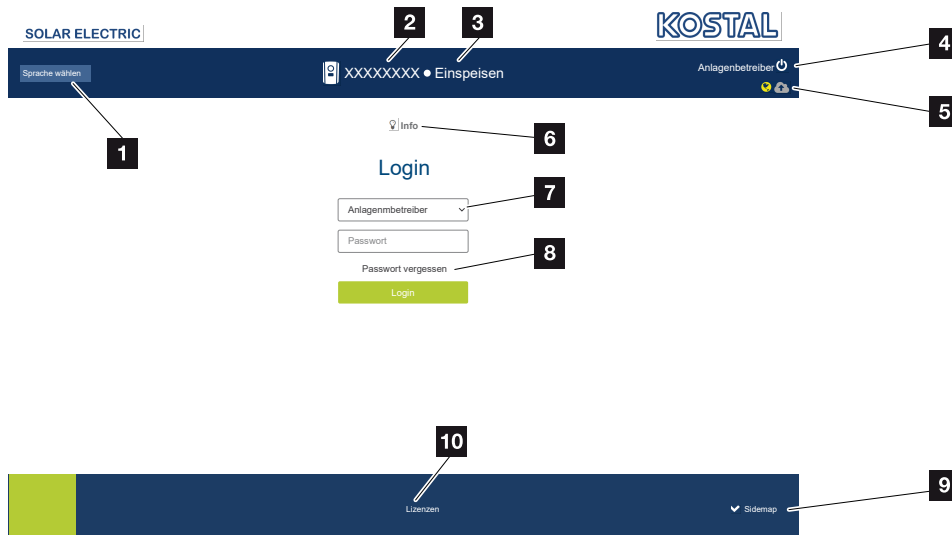 2
3
SOLAR ELECTRIC
KOSTAL
4
Sprache wählen
XXXXXXXX ● Einspeisen
Anlagenbetreiber
5
1
Info
6
Login
7
Anlagenmbetreiber
Passwort
8
Passwort vergessen
Login
10
9
Lizenzen
Sidemap